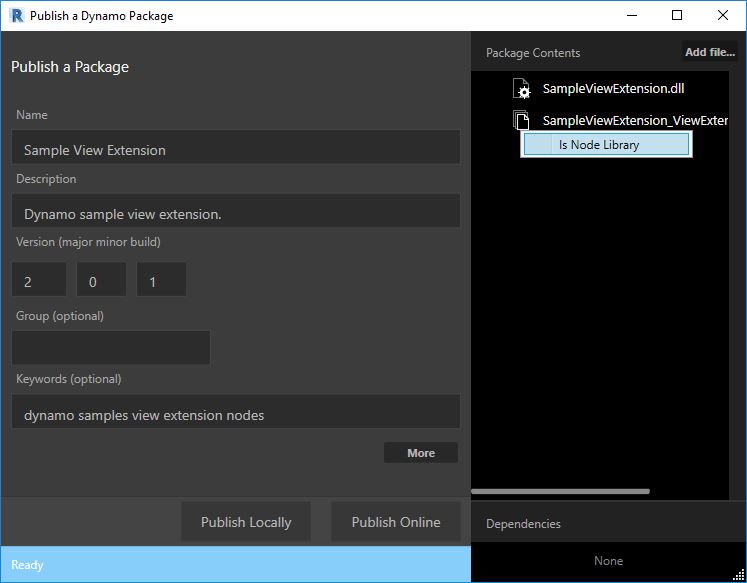 Publish a Dynamo Package
Publish a Package
Name
Sample View Extension
Description
Dynamo sample view extension.
Version (major minor build)
2 0 1
Group (optional)
Keywords (optional)
dynamo samples view extension nodes
More
Publish Locally Publish Online
Ready
Package Contents Add file...
SampleViewExtension.dll
SampleViewExtension_ViewExter
Is Node Library
Dependencies
None